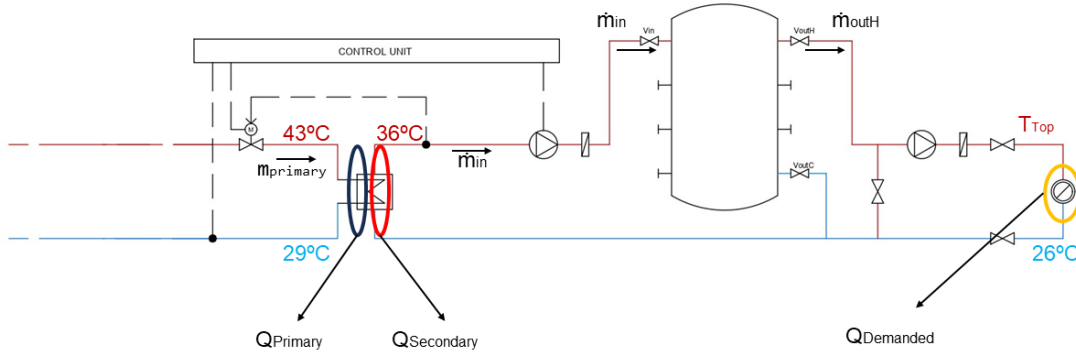 ṁin
ṁoutH
Vin
VoutH
CONTROL UNIT
M
43ºC
36ºC
TTop
ṁin
mprimary
VoutC
29ºC
26ºC
QPrimary
QSecondary
QDemanded